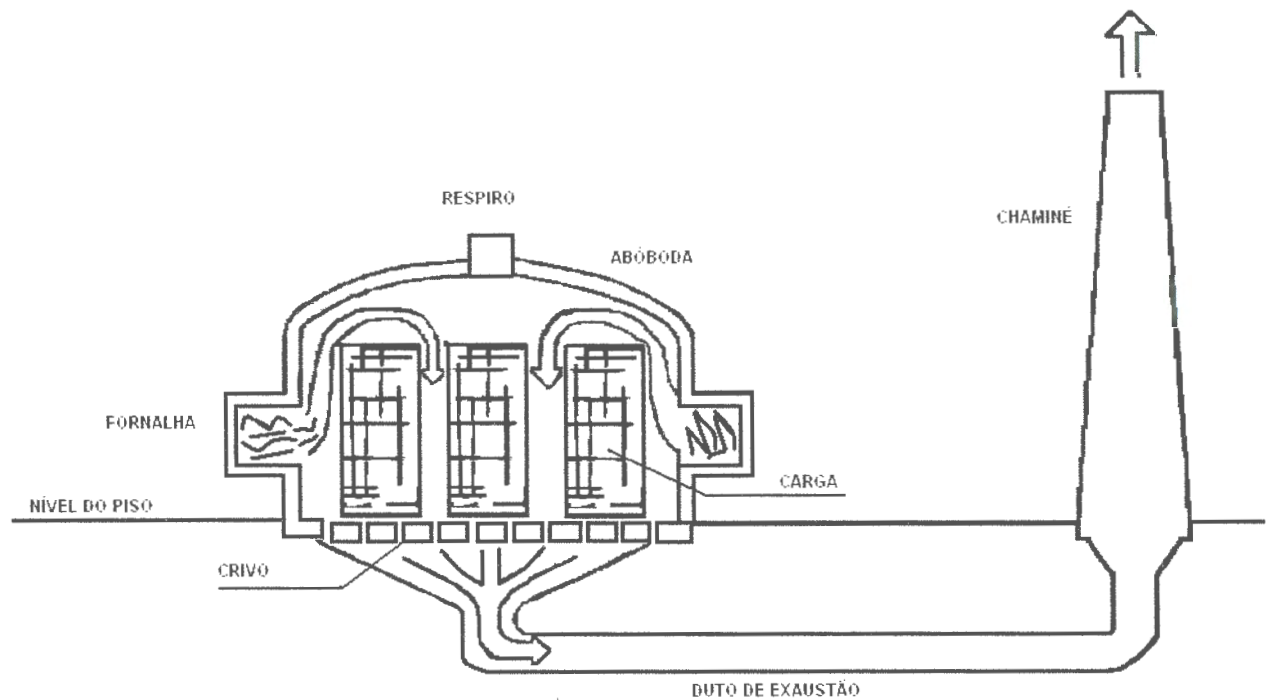 RESPIRO
CHAMINÉ
ABÓBODA
FORNALHA
CARGA
NÍVEL DO PISO
CRIVO
DUTO DE EXAUSTÃO